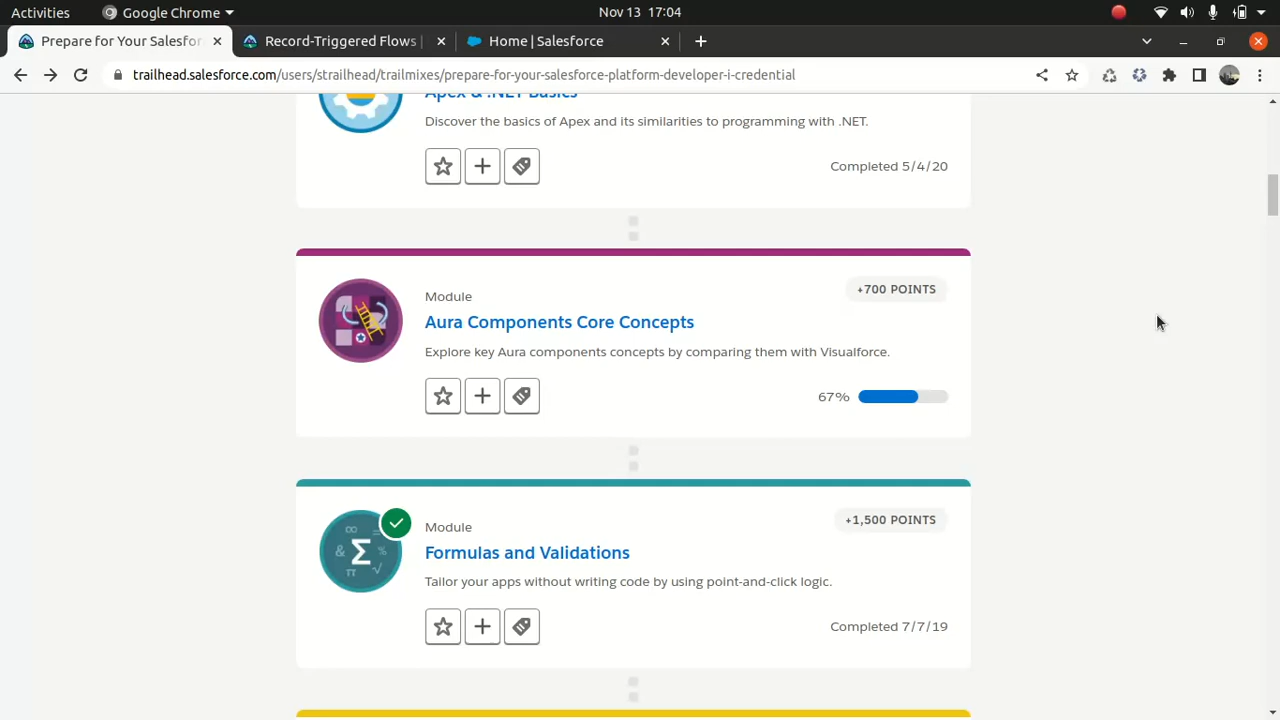 Activities
Google Chrome
Nov 13 17:04
Prepare for Your Salesfor
Record-Triggered Flows |
Home | Salesforce
trailhead.salesforce.com/users/strailhead/trailmixes/prepare-for-your-salesforce-platform-developer-i-credential
Apex & .NET Basics
Discover the basics of Apex and its similarities to programming with .NET.
Completed 5/4/20
+700 POINTS
Module
Aura Components Core Concepts
Explore key Aura components concepts by comparing them with Visualforce.
67%
+1,500 POINTS
Module
Formulas and Validations
Tailor your apps without writing code by using point-and-click logic.
Completed 7/7/19